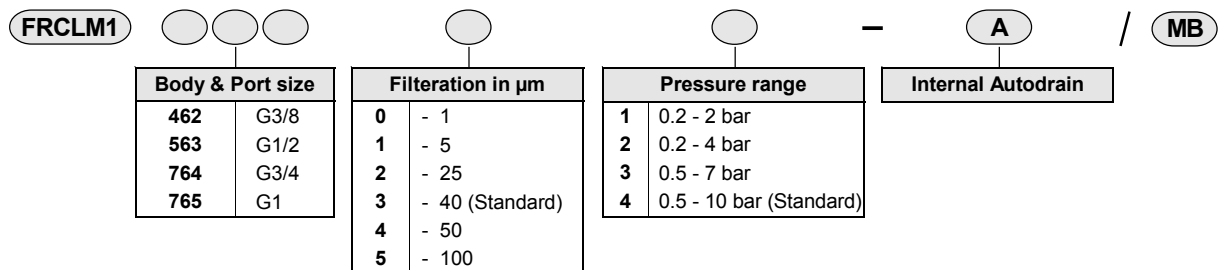 FRCLM1 – A / MB
Body & Port size Filteration in µm Pressure range Internal Autodrain
462 G3/8 0 - 1 1 0.2 - 2 bar
563 G1/2 1 - 5 2 0.2 - 4 bar
764 G3/4 2 - 25 3 0.5 - 7 bar
765 G1 3 - 40 (Standard) 4 0.5 - 10 bar (Standard)
4 - 50
5 - 100